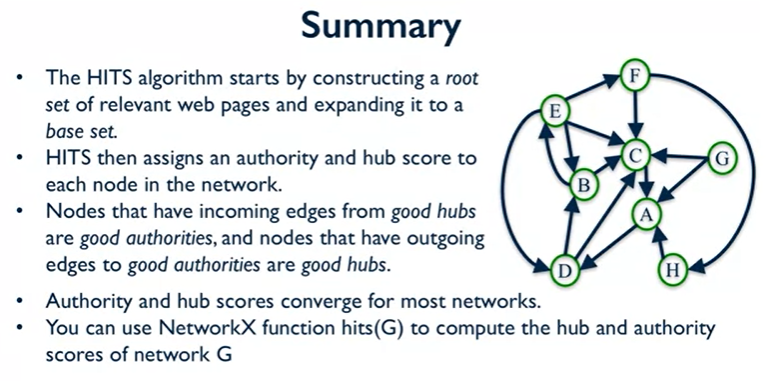 Summary
• The HITS algorithm starts by constructing a root
set of relevant web pages and expanding it to a
base set.
• HITS then assigns an authority and hub score to
each node in the network.
• Nodes that have incoming edges from good hubs
are good authorities, and nodes that have outgoing
edges to good authorities are good hubs.
• Authority and hub scores converge for most networks.
• You can use NetworkX function hits(G) to compute the hub and authority
scores of network G
F
E
C
G
B
A
D
H